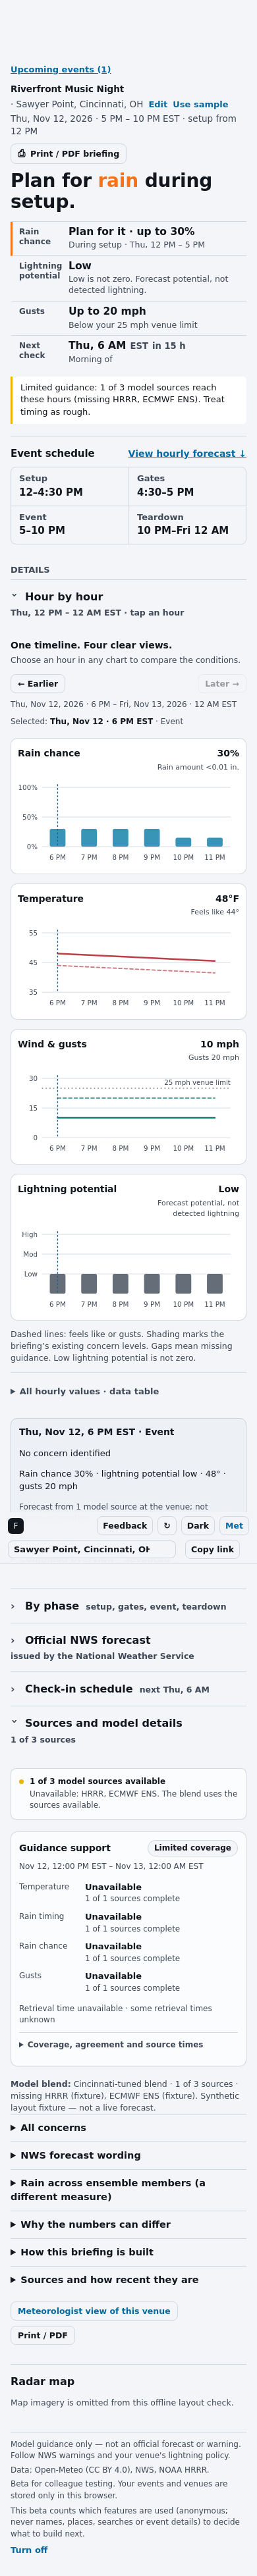 Upcoming events (1)
Riverfront Music Night
· Sawyer Point, Cincinnati, OH Edit Use sample
Thu, Nov 12, 2026 · 5 PM – 10 PM EST · setup from
12 PM
⎙ Print / PDF briefing
Plan for rain during
setup.
Rain chance
Plan for it · up to 30%
During setup · Thu, 12 PM – 5 PM
Lightning potential
Low
Low is not zero. Forecast potential, not
detected lightning.
Gusts
Up to 20 mph
Below your 25 mph venue limit
Next check
Thu, 6 AM EST in 15 h
Morning of
Limited guidance: 1 of 3 model sources reach
these hours (missing HRRR, ECMWF ENS). Treat
timing as rough.
Event schedule
View hourly forecast ↓
Setup
12–4:30 PM
Gates
4:30–5 PM
Event
5–10 PM
Teardown
10 PM–Fri 12 AM
DETAILS
Hour by hour
Thu, 12 PM – 12 AM EST · tap an hour
One timeline. Four clear views.
Choose an hour in any chart to compare the conditions.
← Earlier
Later →
Thu, Nov 12, 2026 · 6 PM – Fri, Nov 13, 2026 · 12 AM EST
Selected: Thu, Nov 12 · 6 PM EST · Event
Rain chance
30%
Rain amount <0.01 in.
100%
50%
0%
6 PM 7 PM 8 PM 9 PM 10 PM 11 PM
Temperature
48°F
Feels like 44°
55
45
35
6 PM 7 PM 8 PM 9 PM 10 PM 11 PM
Wind & gusts
10 mph
Gusts 20 mph
30
25 mph venue limit
15
0
6 PM 7 PM 8 PM 9 PM 10 PM 11 PM
Lightning potential
Low
Forecast potential, not
detected lightning
High
Mod
Low
6 PM 7 PM 8 PM 9 PM 10 PM 11 PM
Dashed lines: feels like or gusts. Shading marks the
briefing's existing concern levels. Gaps mean missing
guidance. Low lightning potential is not zero.
▶ All hourly values · data table
Thu, Nov 12, 6 PM EST · Event
No concern identified
Rain chance 30% · lightning potential low · 48° ·
gusts 20 mph
Forecast from 1 model source at the venue; not
F
Feedback
↻
Dark
Met
Sawyer Point, Cincinnati, OH
Copy link
› By phase setup, gates, event, teardown
› Official NWS forecast
issued by the National Weather Service
› Check-in schedule next Thu, 6 AM
Sources and model details
1 of 3 sources
1 of 3 model sources available
Unavailable: HRRR, ECMWF ENS. The blend uses the
sources available.
Guidance support
Limited coverage
Nov 12, 12:00 PM EST – Nov 13, 12:00 AM EST
Temperature
Unavailable
1 of 1 sources complete
Rain timing
Unavailable
1 of 1 sources complete
Rain chance
Unavailable
1 of 1 sources complete
Gusts
Unavailable
1 of 1 sources complete
Retrieval time unavailable · some retrieval times
unknown
▶ Coverage, agreement and source times
Model blend: Cincinnati-tuned blend · 1 of 3 sources ·
missing HRRR (fixture), ECMWF ENS (fixture). Synthetic
layout fixture — not a live forecast.
▶ All concerns
▶ NWS forecast wording
▶ Rain across ensemble members (a
different measure)
▶ Why the numbers can differ
▶ How this briefing is built
▶ Sources and how recent they are
Meteorologist view of this venue
Print / PDF
Radar map
Map imagery is omitted from this offline layout check.
Model guidance only — not an official forecast or warning.
Follow NWS warnings and your venue's lightning policy.
Data: Open-Meteo (CC BY 4.0), NWS, NOAA HRRR.
Beta for colleague testing. Your events and venues are
stored only in this browser.
This beta counts which features are used (anonymous;
never names, places, searches or event details) to decide
what to build next.
Turn off